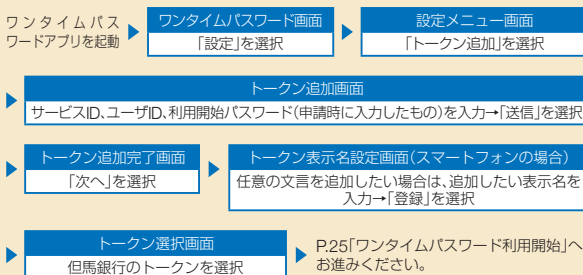 ワンタイムパス
ワードアプリを起動
ワンタイムパスワード画面
「設定」を選択
設定メニュー画面
「トークン追加」を選択
トークン追加画面
サービスID、ユーザID、利用開始パスワード(申請時に入力したもの)を入力→「送信」を選択
トークン追加完了画面
「次へ」を選択
トークン表示名設定画面(スマートフォンの場合)
任意の文言を追加したい場合は、追加したい表示名を
入力→「登録」を選択
トークン選択画面
但馬銀行のトークンを選択
P.25「ワンタイムパスワード利用開始」へ
お進みください。